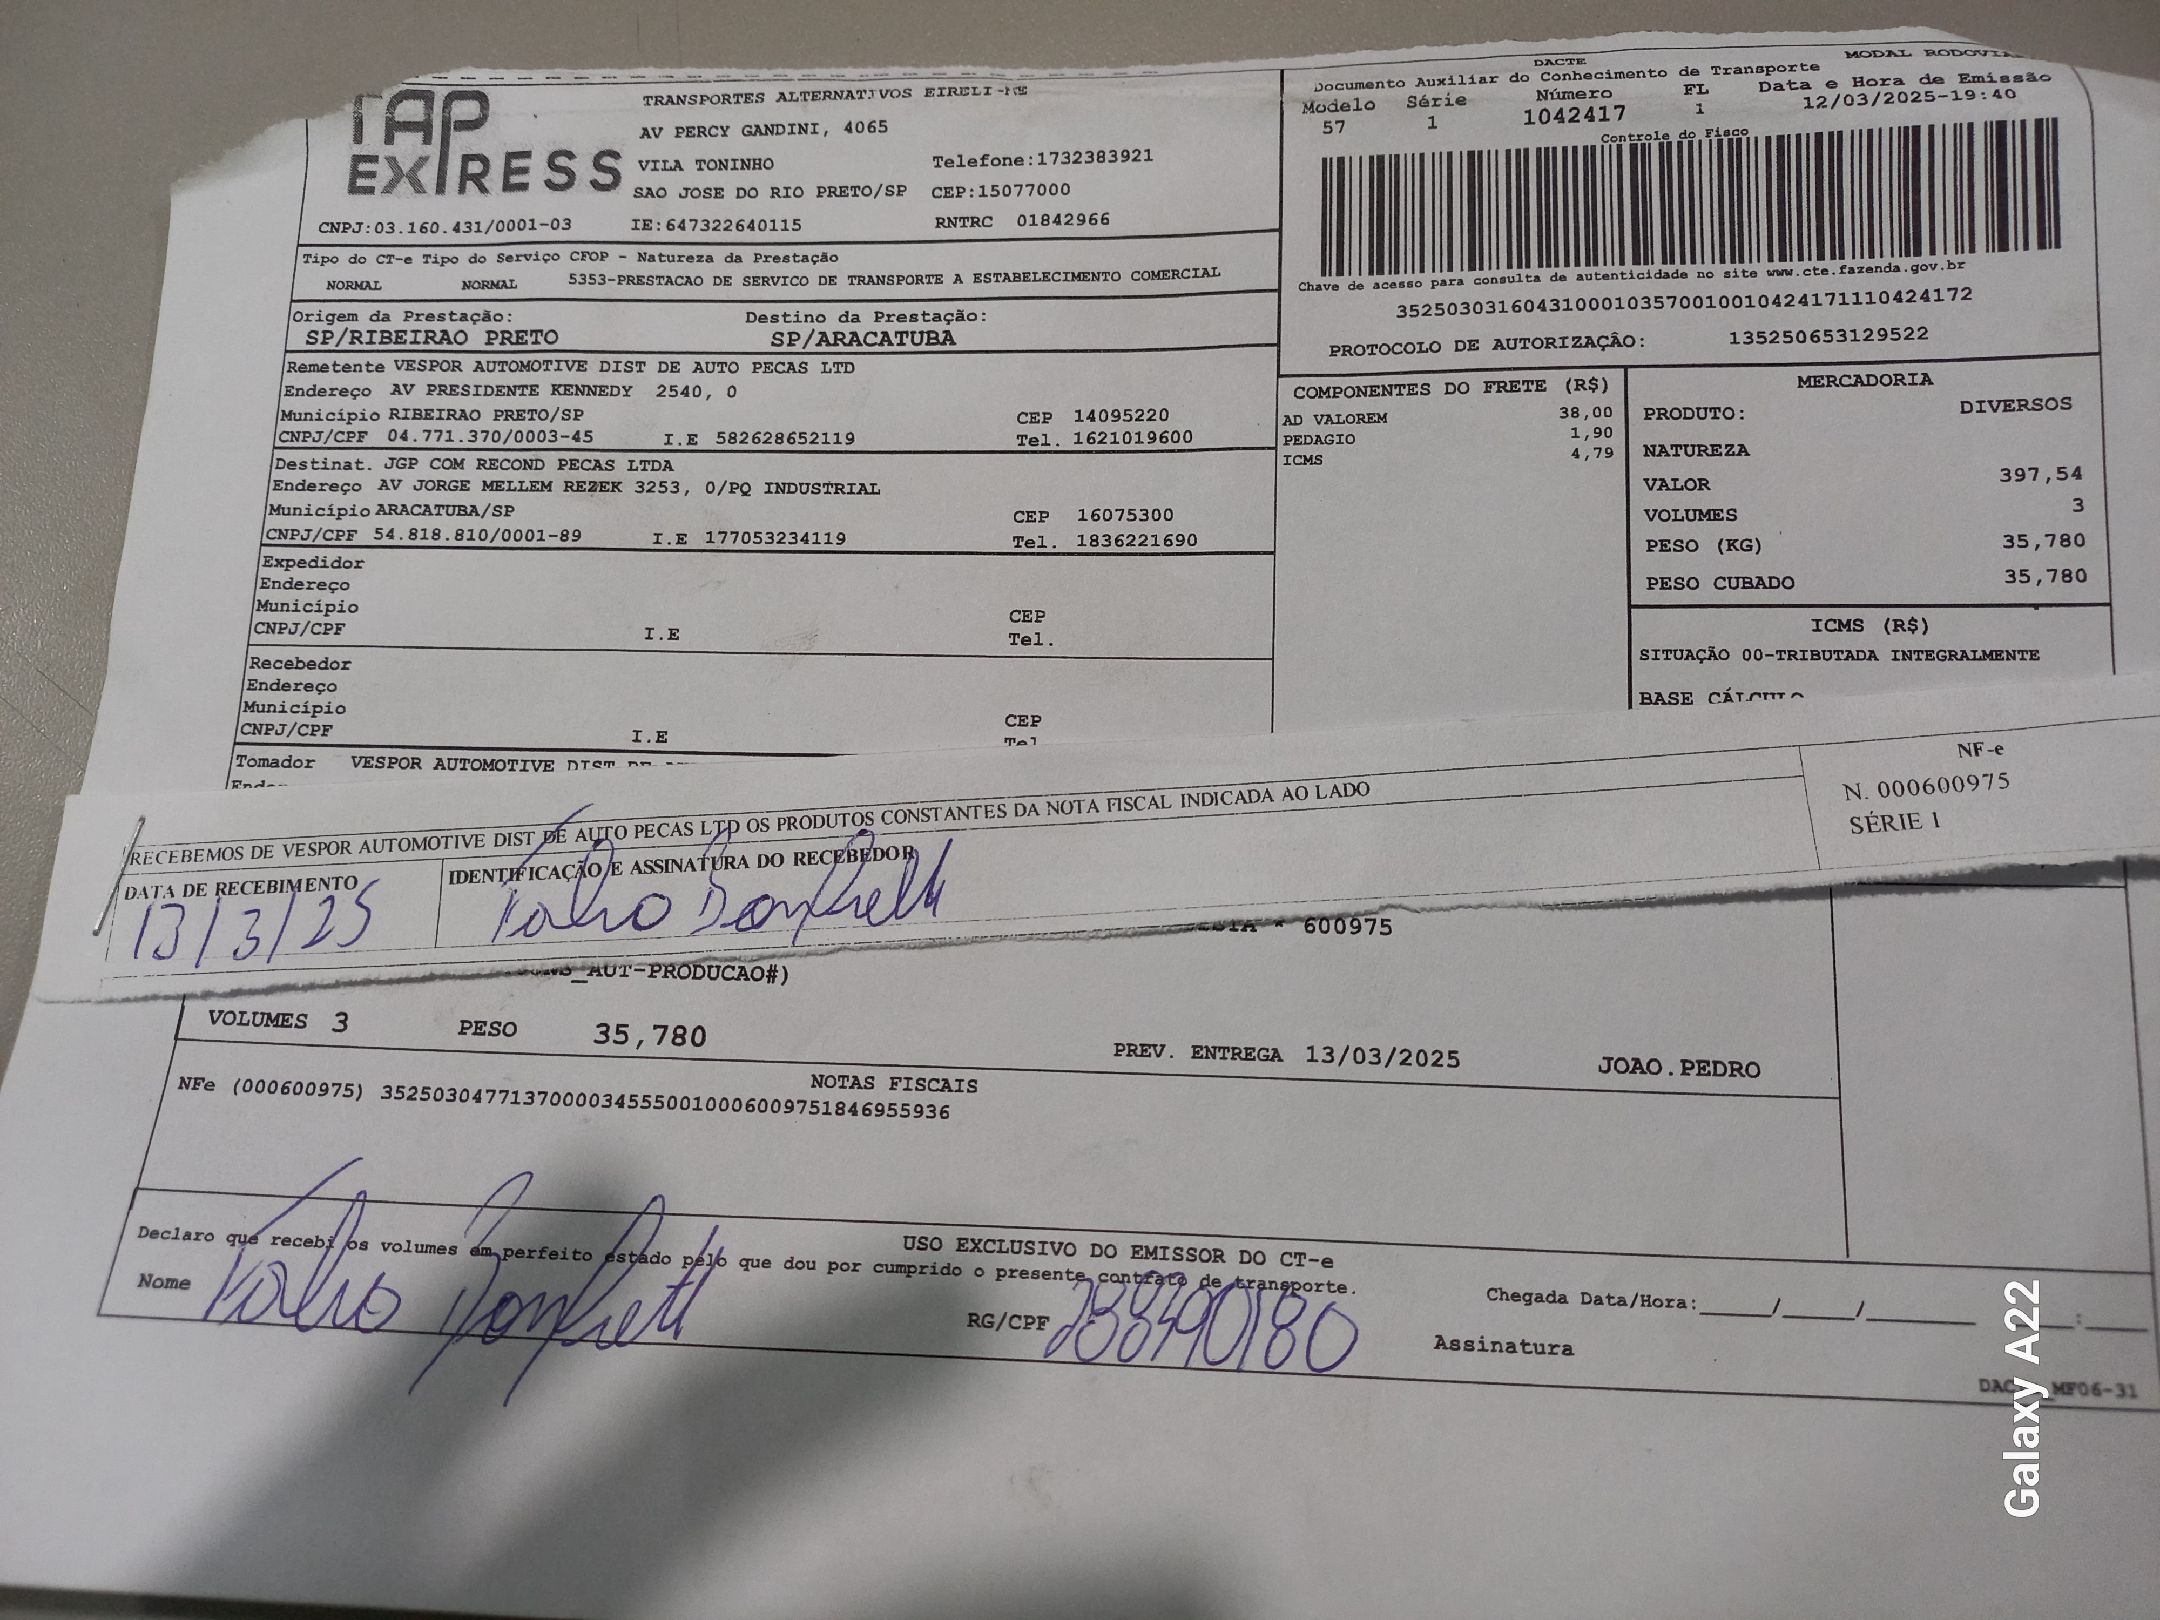 TAP EXPRESS
TRANSPORTES ALTERNATIVOS EIRELI-ME
AV PERCY GANDINI, 4065
VILA TONINHO Telefone:1732383921
SAO JOSE DO RIO PRETO/SP CEP:15077000
CNPJ:03.160.431/0001-03 IE:647322640115 RNTRC 01842966
DACTE MODAL
Documento Auxiliar do Conhecimento de Transporte
Modelo Série Número FL Data e Hora de Emissão
57 1 1042417 1 12/03/2025-19:40
Controle do Fisco
Chave de acesso para consulta de autenticidade no site www.cte.fazenda.gov.br
35250303160431000103570010010424171110424172
PROTOCOLO DE AUTORIZAÇÂO: 135250653129522
Tipo do CT-e Tipo do Serviço CFOP - Natureza da Prestação
NORMAL NORMAL 5353-PRESTACAO DE SERVICO DE TRANSPORTE A ESTABELECIMENTO COMERCIAL
Origem da Prestação: Destino da Prestação:
SP/RIBEIRAO PRETO SP/ARACATUBA
Remetente VESPOR AUTOMOTIVE DIST DE AUTO PECAS LTD
Endereço AV PRESIDENTE KENNEDY 2540, 0
Município RIBEIRAO PRETO/SP CEP 14095220
CNPJ/CPF 04.771.370/0003-45 I.E 582628652119 Tel. 1621019600
Destinat. JGP COM RECOND PECAS LTDA
Endereço AV JORGE MELLEM REZEK 3253, 0/PQ INDUSTRIAL
Município ARACATUBA/SP CEP 16075300
CNPJ/CPF 54.818.810/0001-89 I.E 177053234119 Tel. 1836221690
Expedidor
Endereço
Município CEP
CNPJ/CPF I.E Tel.
Recebedor
Endereço
Município CEP
CNPJ/CPF I.E Tel
Tomador VESPOR AUTOMOTIVE DIST DE
COMPONENTES DO FRETE (R$)
AD VALOREM 38,00
PEDAGIO 1,90
ICMS 4,79
MERCADORIA
PRODUTO: DIVERSOS
NATUREZA
VALOR 397,54
VOLUMES 3
PESO (KG) 35,780
PESO CUBADO 35,780
ICMS (R$)
SITUAÇÃO 00-TRIBUTADA INTEGRALMENTE
BASE CÁLCULO
RECEBEMOS DE VESPOR AUTOMOTIVE DIST DE AUTO PECAS LTD OS PRODUTOS CONSTANTES DA NOTA FISCAL INDICADA AO LADO
NF-e
N. 000600975
SÉRIE 1
DATA DE RECEBIMENTO IDENTIFICAÇÃO E ASSINATURA DO RECEBEDOR
13/3/25
600975
_AUT-PRODUCAO#)
VOLUMES 3 PESO 35,780 PREV. ENTREGA 13/03/2025 JOAO.PEDRO
NOTAS FISCAIS
NFe (000600975) 35250304771370000345550010006009751846955936
USO EXCLUSIVO DO EMISSOR DO CT-e
Declaro que recebi os volumes em perfeito estado pelo que dou por cumprido o presente contrato de transporte.
Nome RG/CPF Chegada Data/Hora:_____/_____/_______ ____:____
Assinatura
MF06-31
Galaxy A22